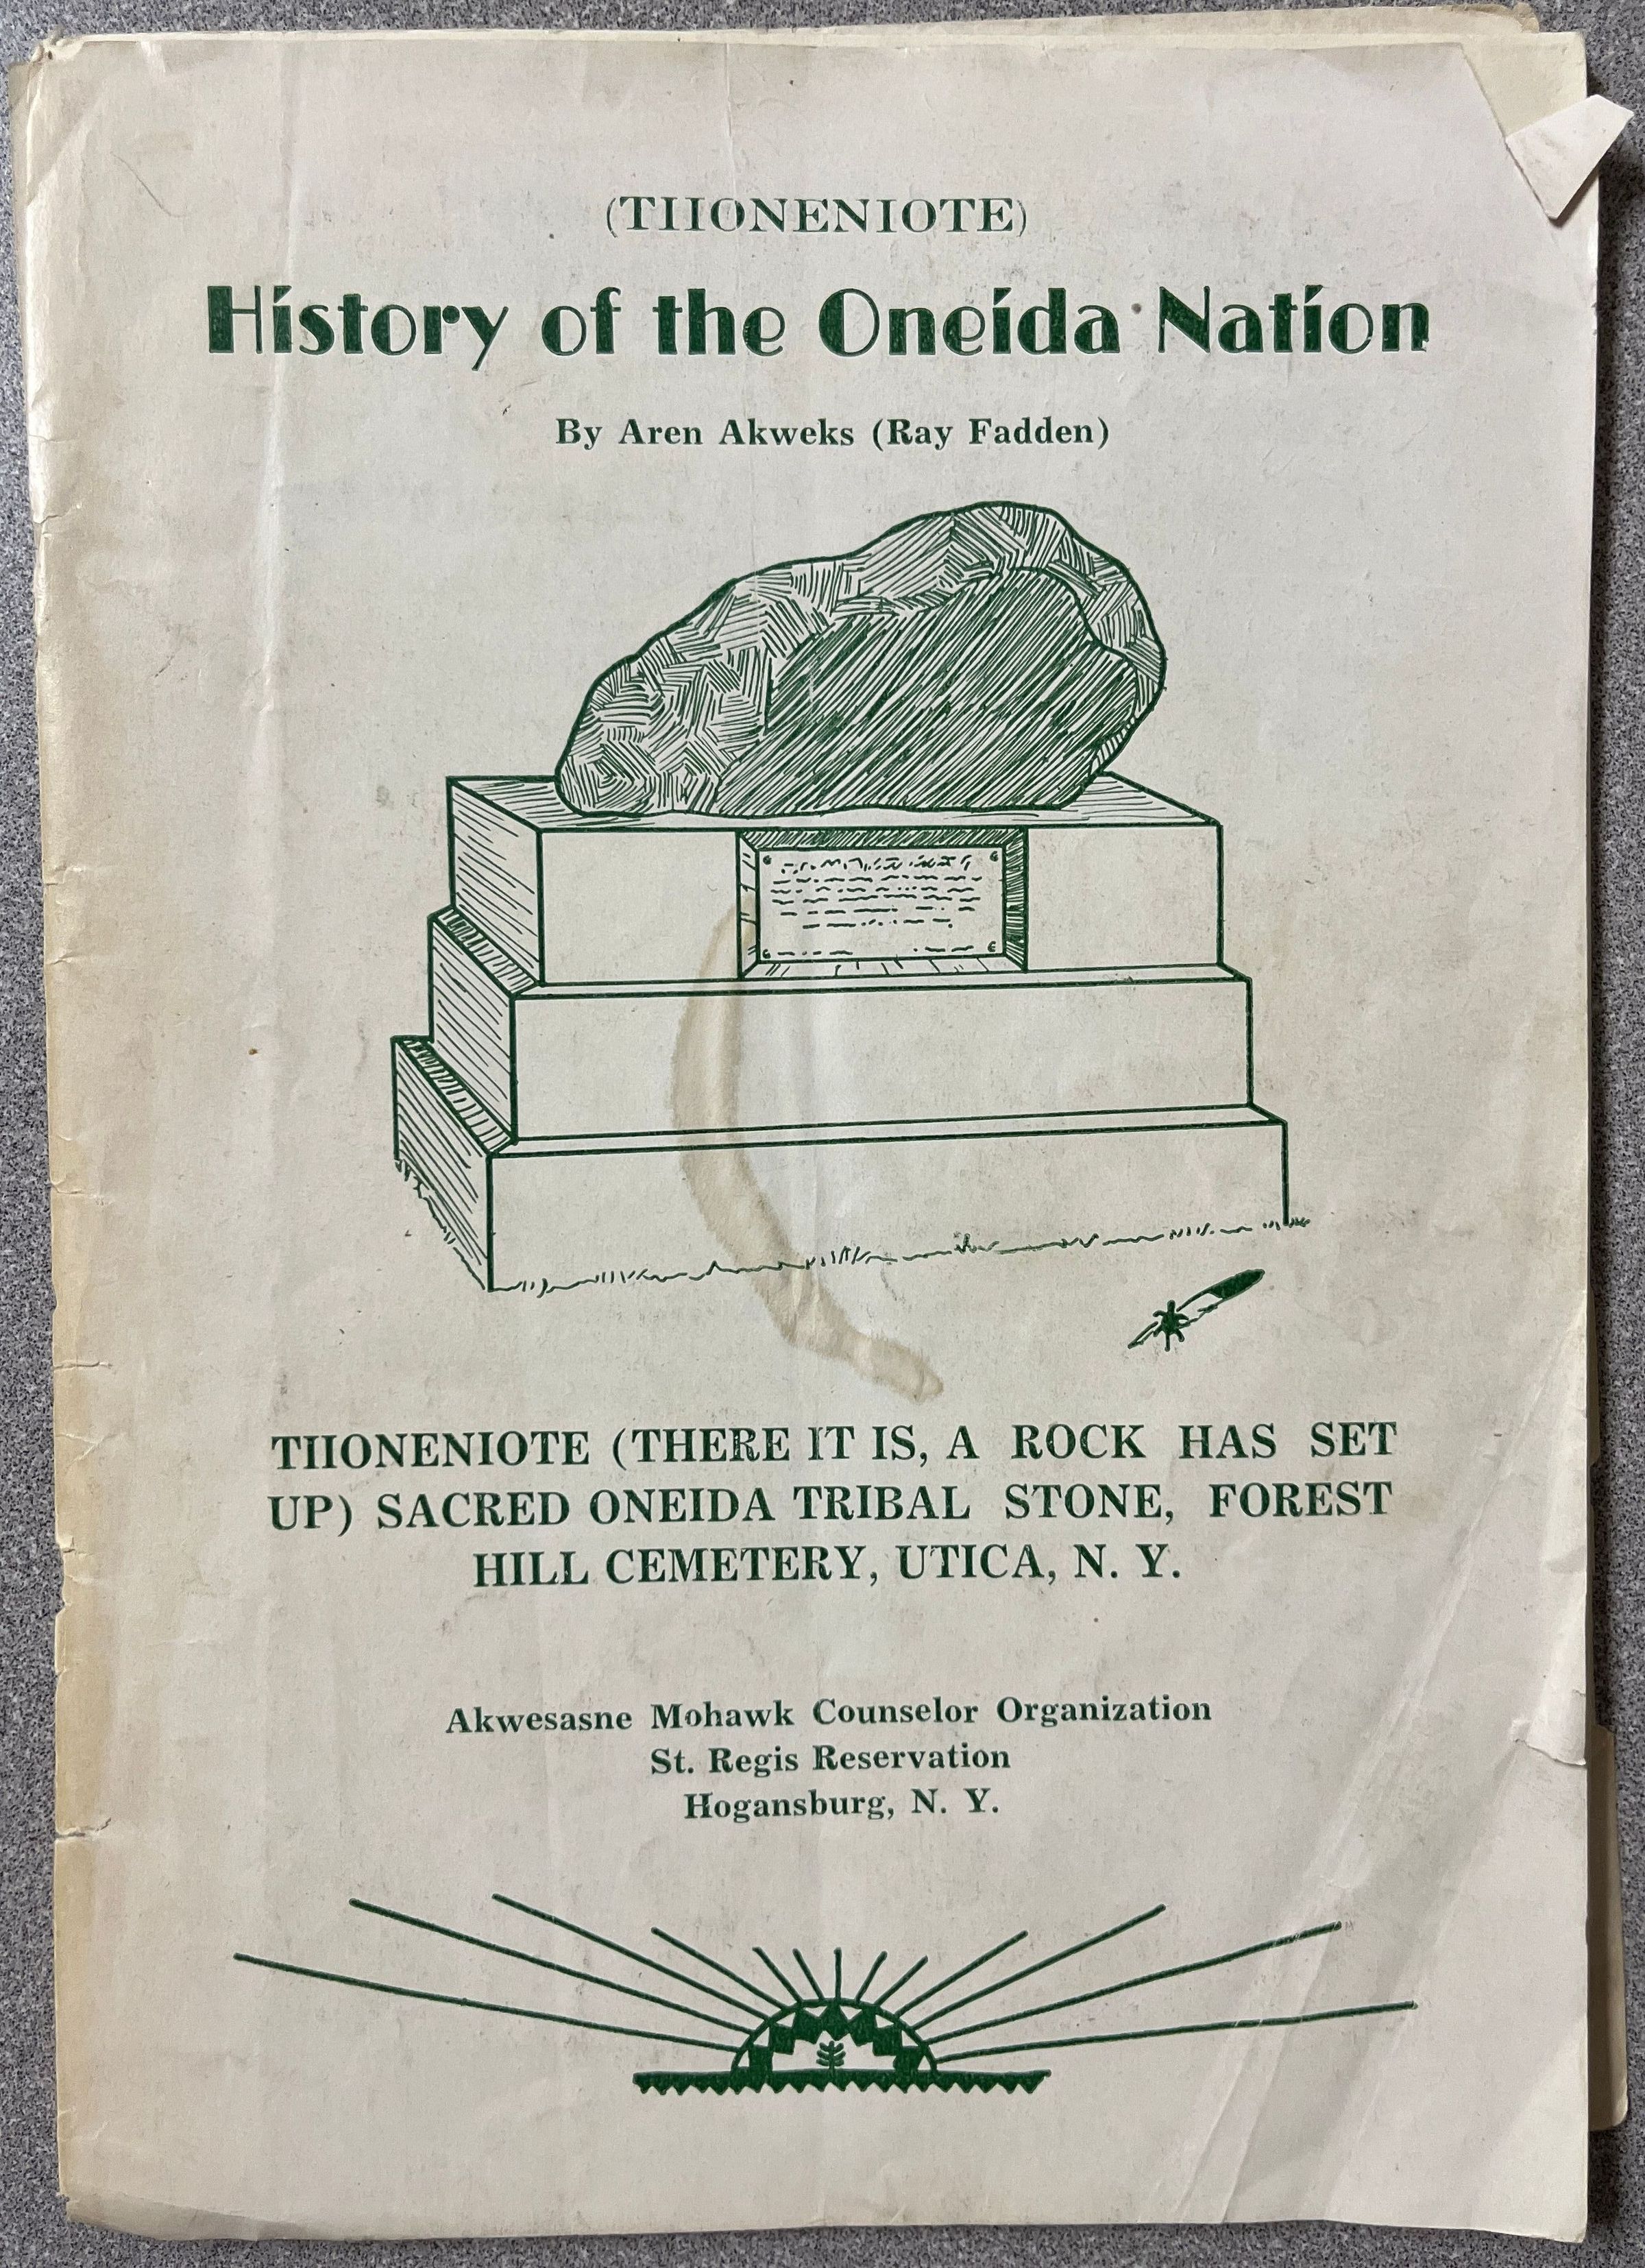 (TIIONENIOTE)
History of the Oneida Nation
By Aren Akweks (Ray Fadden)
TIIONENIOTE (THERE IT IS, A ROCK HAS SET
UP) SACRED ONEIDA TRIBAL STONE, FOREST
HILL CEMETERY, UTICA, N. Y.
Akwesasne Mohawk Counselor Organization
St. Regis Reservation
Hogansburg, N. Y.